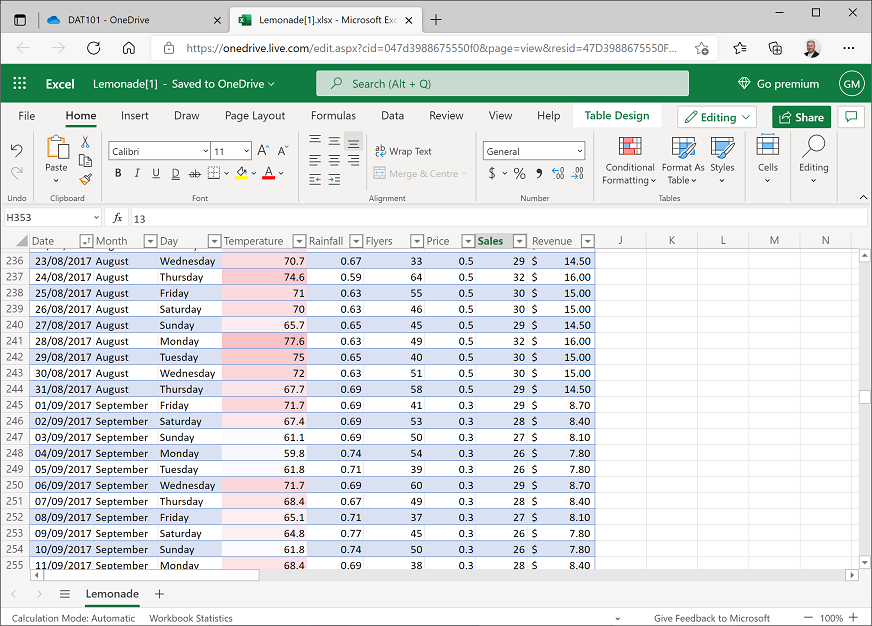 DAT101 - OneDrive Lemonade[1].xlsx - Microsoft Exc
https://onedrive.live.com/edit.aspx?cid=047d3988675550f0&page=view&resid=47D3988675550F...
Excel Lemonade[1] - Saved to OneDrive Search (Alt + Q) Go premium GM
File Home Insert Draw Page Layout Formulas Data Review View Help Table Design Editing Share
Calibri 11 A A ab Wrap Text General
Paste B I U D ab A Merge & Centre $ % Conditional Formatting Format As Table Styles Cells Editing
Undo Clipboard Font Alignment Number Tables
H353 fx 13
Date Month Day Temperature Rainfall Flyers Price Sales Revenue J K L M N
236 23/08/2017 August Wednesday 70.7 0.67 33 0.5 29 $ 14.50
237 24/08/2017 August Thursday 74.6 0.59 64 0.5 32 $ 16.00
238 25/08/2017 August Friday 71 0.63 55 0.5 30 $ 15.00
239 26/08/2017 August Saturday 70 0.63 46 0.5 30 $ 15.00
240 27/08/2017 August Sunday 65.7 0.65 45 0.5 29 $ 14.50
241 28/08/2017 August Monday 77.6 0.63 49 0.5 32 $ 16.00
242 29/08/2017 August Tuesday 75 0.65 40 0.5 30 $ 15.00
243 30/08/2017 August Wednesday 72 0.63 51 0.5 30 $ 15.00
244 31/08/2017 August Thursday 67.7 0.69 58 0.5 29 $ 14.50
245 01/09/2017 September Friday 71.7 0.69 41 0.3 29 $ 8.70
246 02/09/2017 September Saturday 67.4 0.69 53 0.3 28 $ 8.40
247 03/09/2017 September Sunday 61.1 0.69 50 0.3 27 $ 8.10
248 04/09/2017 September Monday 59.8 0.74 54 0.3 26 $ 7.80
249 05/09/2017 September Tuesday 61.8 0.71 39 0.3 26 $ 7.80
250 06/09/2017 September Wednesday 71.7 0.69 60 0.3 29 $ 8.70
251 07/09/2017 September Thursday 68.4 0.67 49 0.3 28 $ 8.40
252 08/09/2017 September Friday 65.1 0.71 37 0.3 27 $ 8.10
253 09/09/2017 September Saturday 64.8 0.77 45 0.3 26 $ 7.80
254 10/09/2017 September Sunday 61.8 0.74 50 0.3 26 $ 7.80
255 11/09/2017 September Monday 68.4 0.69 38 0.3 28 $ 8.40
Lemonade
Calculation Mode: Automatic Workbook Statistics Give Feedback to Microsoft 100%